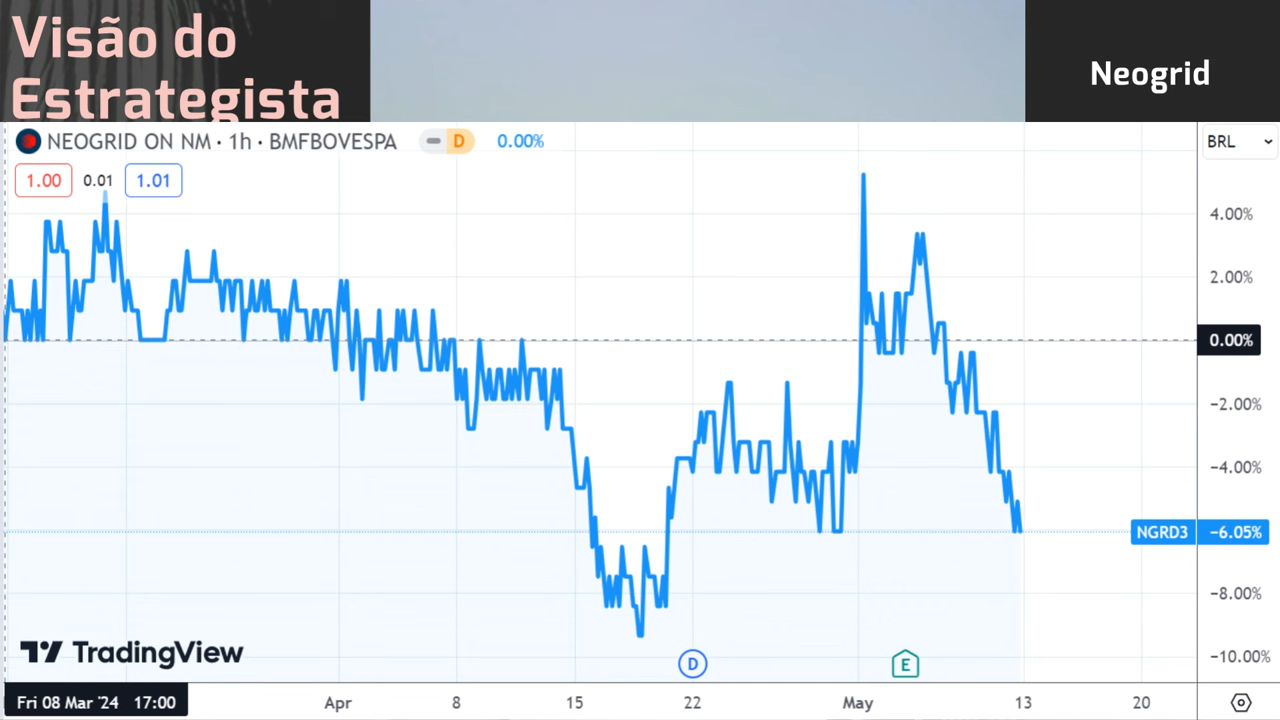 Visão do
Estrategista
Neogrid
NEOGRID ON NM · 1h · BMFBOVESPA
D
0.00%
BRL
1.00
0.01
1.01
4.00%
2.00%
0.00%
−2.00%
−4.00%
NGRD3
−6.05%
−8.00%
−10.00%
TradingView
D
E
Fri 08 Mar '24 17:00
Apr
8
15
22
May
13
20